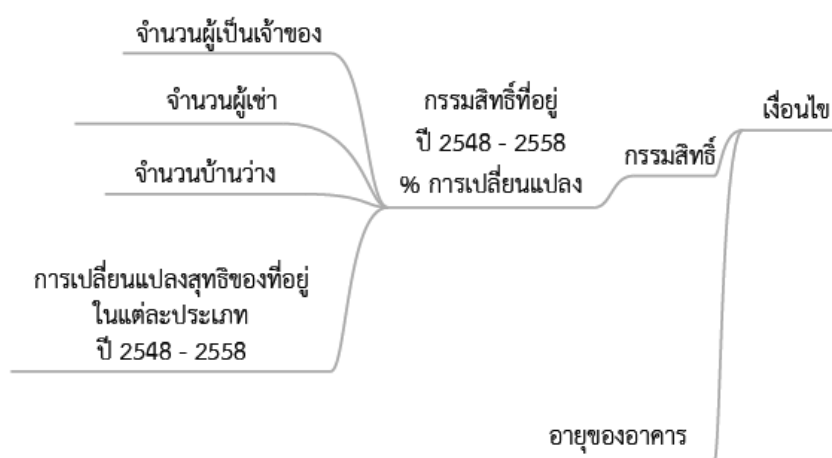 จำนวนผู้เป็นเจ้าของ
จำนวนผู้เช่า
จำนวนบ้านว่าง
การเปลี่ยนแปลงสุทธิของที่อยู่
ในแต่ละประเภท
ปี 2548 - 2558
กรรมสิทธิ์ที่อยู่
ปี 2548 - 2558
% การเปลี่ยนแปลง
กรรมสิทธิ์
เงื่อนไข
อายุของอาคาร